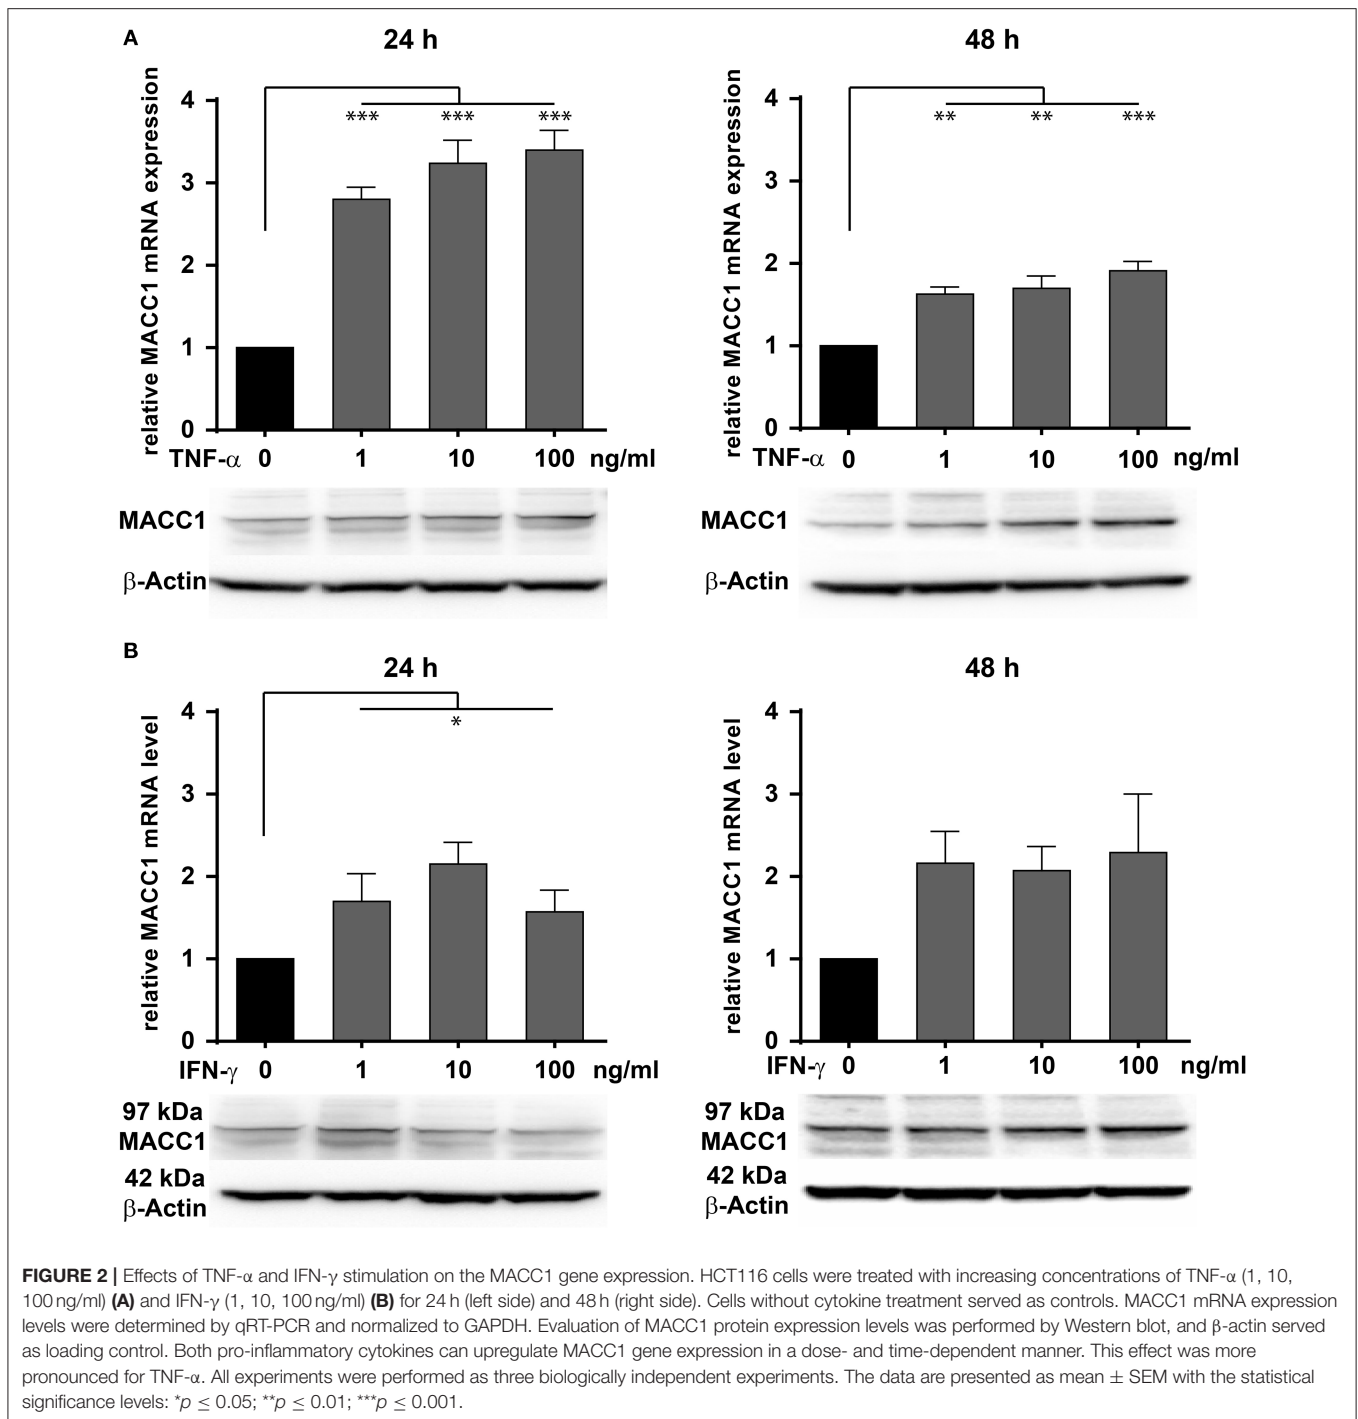 A
24 h
48 h
relative MACC1 mRNA expression
4
3
2
1
0
*** *** ***
TNF-α 0 1 10 100 ng/ml
relative MACC1 mRNA expression
4
3
2
1
0
** ** ***
TNF-α 0 1 10 100 ng/ml
MACC1
β-Actin
MACC1
β-Actin
B
24 h
48 h
relative MACC1 mRNA level
4
3
2
1
0
*
IFN-γ 0 1 10 100 ng/ml
relative MACC1 mRNA level
4
3
2
1
0
IFN-γ 0 1 10 100 ng/ml
97 kDa
MACC1
42 kDa
β-Actin
97 kDa
MACC1
42 kDa
β-Actin
FIGURE 2 | Effects of TNF-α and IFN-γ stimulation on the MACC1 gene expression. HCT116 cells were treated with increasing concentrations of TNF-α (1, 10,
100 ng/ml) (A) and IFN-γ (1, 10, 100 ng/ml) (B) for 24 h (left side) and 48 h (right side). Cells without cytokine treatment served as controls. MACC1 mRNA expression
levels were determined by qRT-PCR and normalized to GAPDH. Evaluation of MACC1 protein expression levels was performed by Western blot, and β-actin served
as loading control. Both pro-inflammatory cytokines can upregulate MACC1 gene expression in a dose- and time-dependent manner. This effect was more
pronounced for TNF-α. All experiments were performed as three biologically independent experiments. The data are presented as mean ± SEM with the statistical
significance levels: *p ≤ 0.05; **p ≤ 0.01; ***p ≤ 0.001.